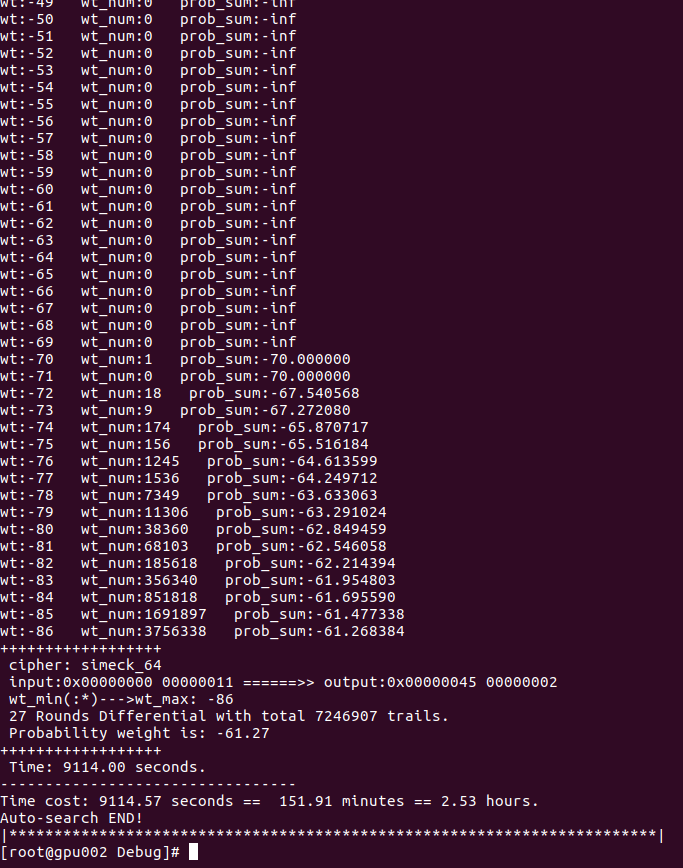 wt:-49   wt_num:0   prob_sum:-inf
wt:-50   wt_num:0   prob_sum:-inf
wt:-51   wt_num:0   prob_sum:-inf
wt:-52   wt_num:0   prob_sum:-inf
wt:-53   wt_num:0   prob_sum:-inf
wt:-54   wt_num:0   prob_sum:-inf
wt:-55   wt_num:0   prob_sum:-inf
wt:-56   wt_num:0   prob_sum:-inf
wt:-57   wt_num:0   prob_sum:-inf
wt:-58   wt_num:0   prob_sum:-inf
wt:-59   wt_num:0   prob_sum:-inf
wt:-60   wt_num:0   prob_sum:-inf
wt:-61   wt_num:0   prob_sum:-inf
wt:-62   wt_num:0   prob_sum:-inf
wt:-63   wt_num:0   prob_sum:-inf
wt:-64   wt_num:0   prob_sum:-inf
wt:-65   wt_num:0   prob_sum:-inf
wt:-66   wt_num:0   prob_sum:-inf
wt:-67   wt_num:0   prob_sum:-inf
wt:-68   wt_num:0   prob_sum:-inf
wt:-69   wt_num:0   prob_sum:-inf
wt:-70   wt_num:1   prob_sum:-70.000000
wt:-71   wt_num:0   prob_sum:-70.000000
wt:-72   wt_num:18   prob_sum:-67.540568
wt:-73   wt_num:9   prob_sum:-67.272080
wt:-74   wt_num:174   prob_sum:-65.870717
wt:-75   wt_num:156   prob_sum:-65.516184
wt:-76   wt_num:1245   prob_sum:-64.613599
wt:-77   wt_num:1536   prob_sum:-64.249712
wt:-78   wt_num:7349   prob_sum:-63.633063
wt:-79   wt_num:11306   prob_sum:-63.291024
wt:-80   wt_num:38360   prob_sum:-62.849459
wt:-81   wt_num:68103   prob_sum:-62.546058
wt:-82   wt_num:185618   prob_sum:-62.214394
wt:-83   wt_num:356340   prob_sum:-61.954803
wt:-84   wt_num:851818   prob_sum:-61.695590
wt:-85   wt_num:1691897   prob_sum:-61.477338
wt:-86   wt_num:3756338   prob_sum:-61.268384
++++++++++++++++++
 cipher: simeck_64
 input:0x00000000 00000011 ======>> output:0x00000045 00000002
 wt_min(:*)--->wt_max: -86
 27 Rounds Differential with total 7246907 trails.
 Probability weight is: -61.27
++++++++++++++++++
 Time: 9114.00 seconds.
---------------------------------
Time cost: 9114.57 seconds ==  151.91 minutes == 2.53 hours.
Auto-search END!
|************************************************************************|
[root@gpu002 Debug]#